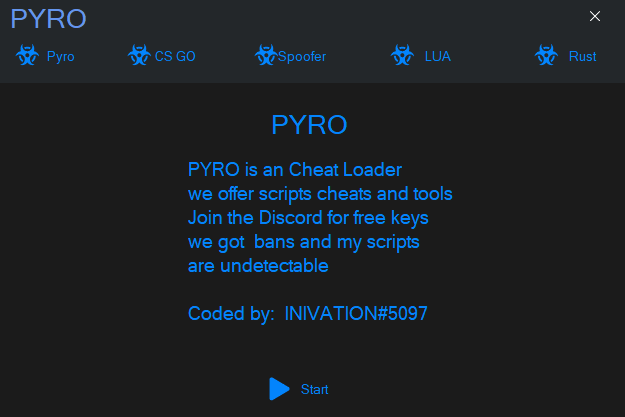 PYRO
Pyro CS GO Spoofer LUA Rust
PYRO
PYRO is an Cheat Loader
we offer scripts cheats and tools
Join the Discord for free keys
we got  bans and my scripts
are undetectable
Coded by:  INIVATION#5097
Start